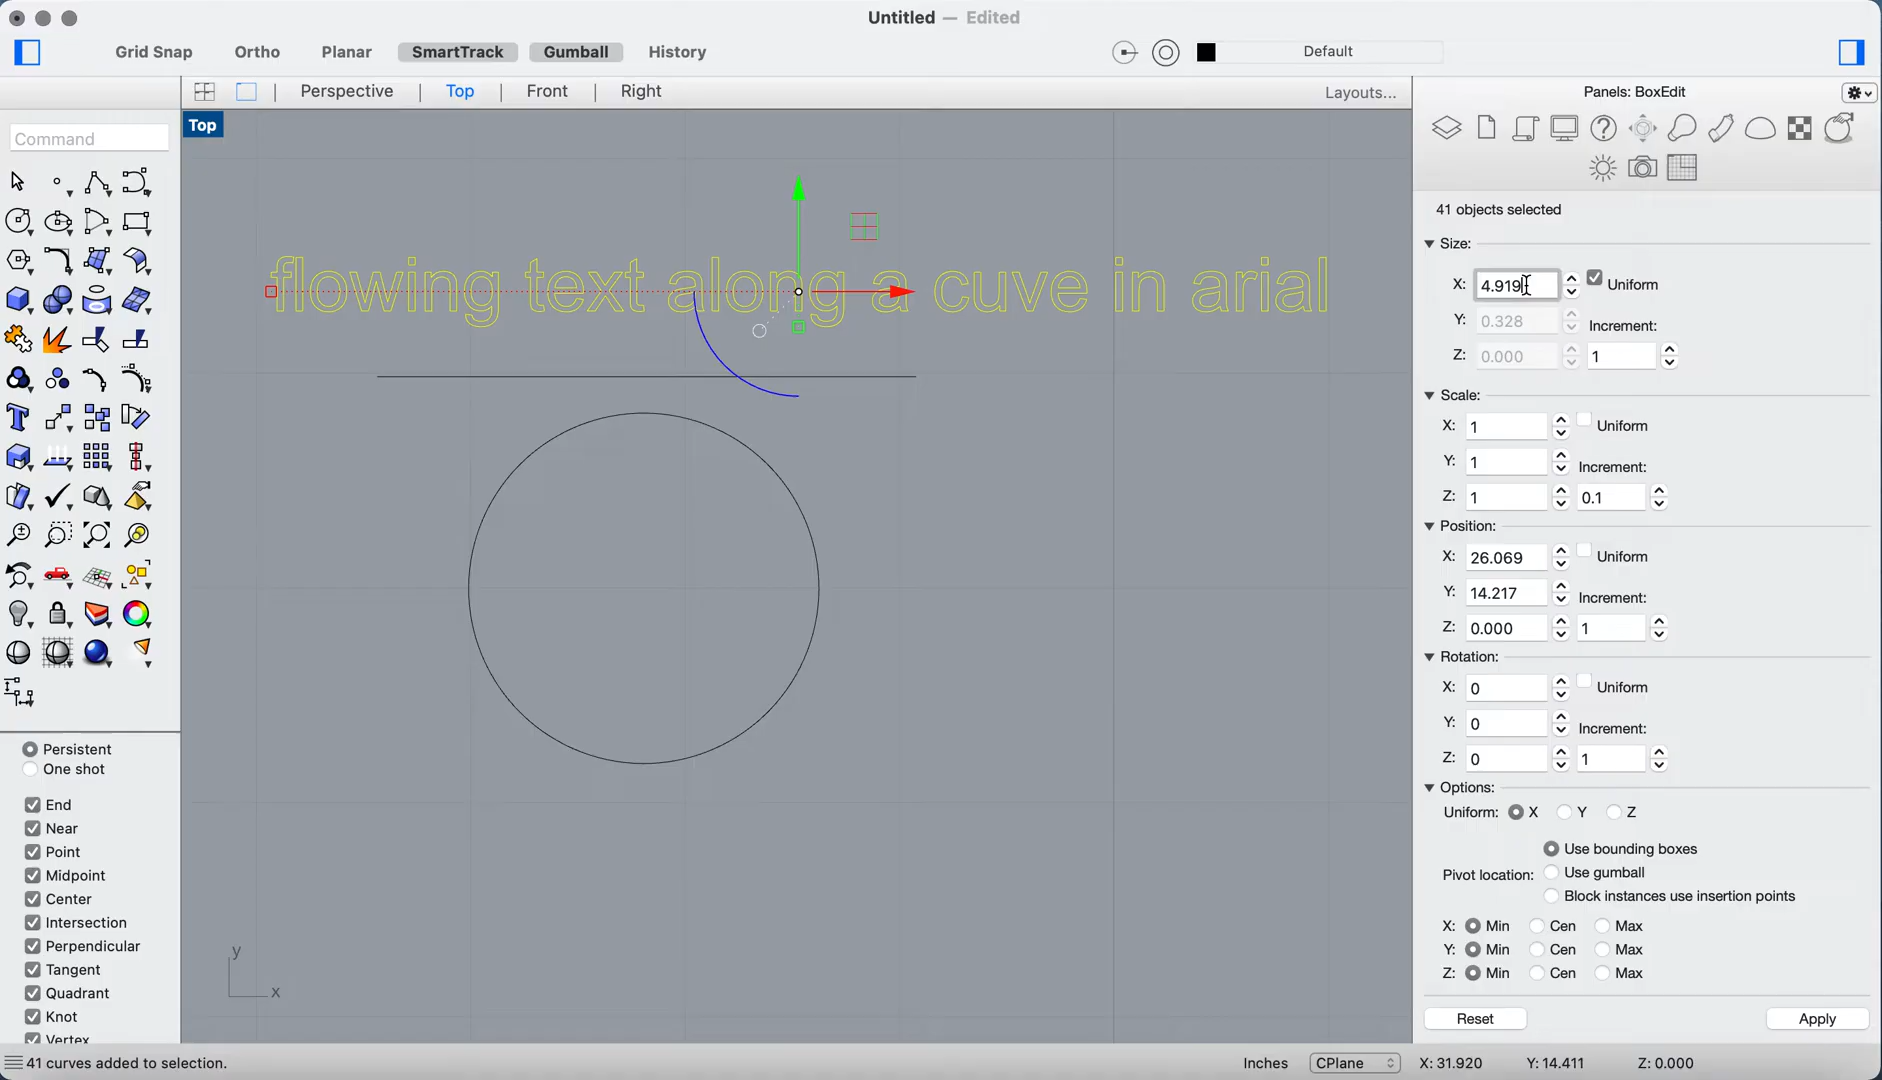 Untitled — Edited
Grid Snap Ortho Planar SmartTrack Gumball History Default
Perspective Top Front Right Layouts... Panels: BoxEdit
Command
Top
41 objects selected
Size:
X: 4.919 Uniform
Y: 0.328 Increment:
Z: 0.000 1
flowing text along a cuve in arial
Scale:
X: 1 Uniform
Y: 1 Increment:
Z: 1 0.1
Position:
X: 26.069 Uniform
Y: 14.217 Increment:
Z: 0.000 1
Rotation:
X: 0 Uniform
Y: 0 Increment:
Z: 0 1
Options:
Uniform: X Y Z
Use bounding boxes
Pivot location: Use gumball
Block instances use insertion points
X: Min Cen Max
Y: Min Cen Max
Z: Min Cen Max
Reset Apply
Persistent
One shot
End
Near
Point
Midpoint
Center
Intersection
Perpendicular
Tangent
Quadrant
Knot
Vertex
y
x
41 curves added to selection. Inches CPlane X: 31.920 Y: 14.411 Z: 0.000